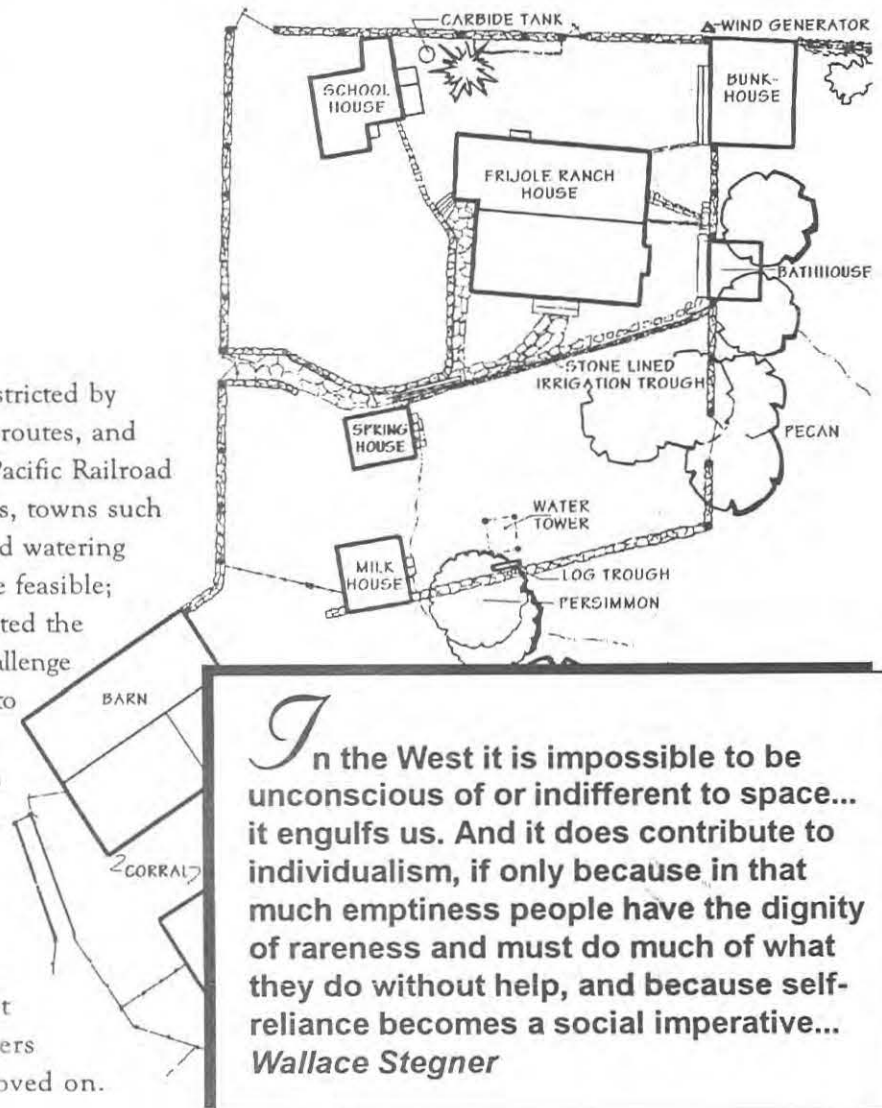 CARBIDE TANK
WIND GENERATOR
SCHOOL
HOUSE
BUNK-
HOUSE
FRIJOLE RANCH
HOUSE
BATHHOUSE
STONE LINED
IRRIGATION TROUGH
SPRING
HOUSE
PECAN
WATER
TOWER
MILK
HOUSE
LOG TROUGH
PERSIMMON
BARN
CORRAL
stricted by
routes, and
Pacific Railroad
s, towns such
d watering
e feasible;
ted the
allenge
to
t
ers
oved on.
In the West it is impossible to be
unconscious of or indifferent to space...
it engulfs us. And it does contribute to
individualism, if only because in that
much emptiness people have the dignity
of rareness and must do much of what
they do without help, and because self-
reliance becomes a social imperative...
Wallace Stegner